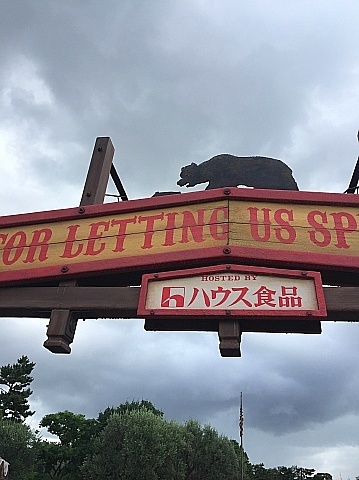 FOR LETTING US SP
HOSTED BY
ハウス食品